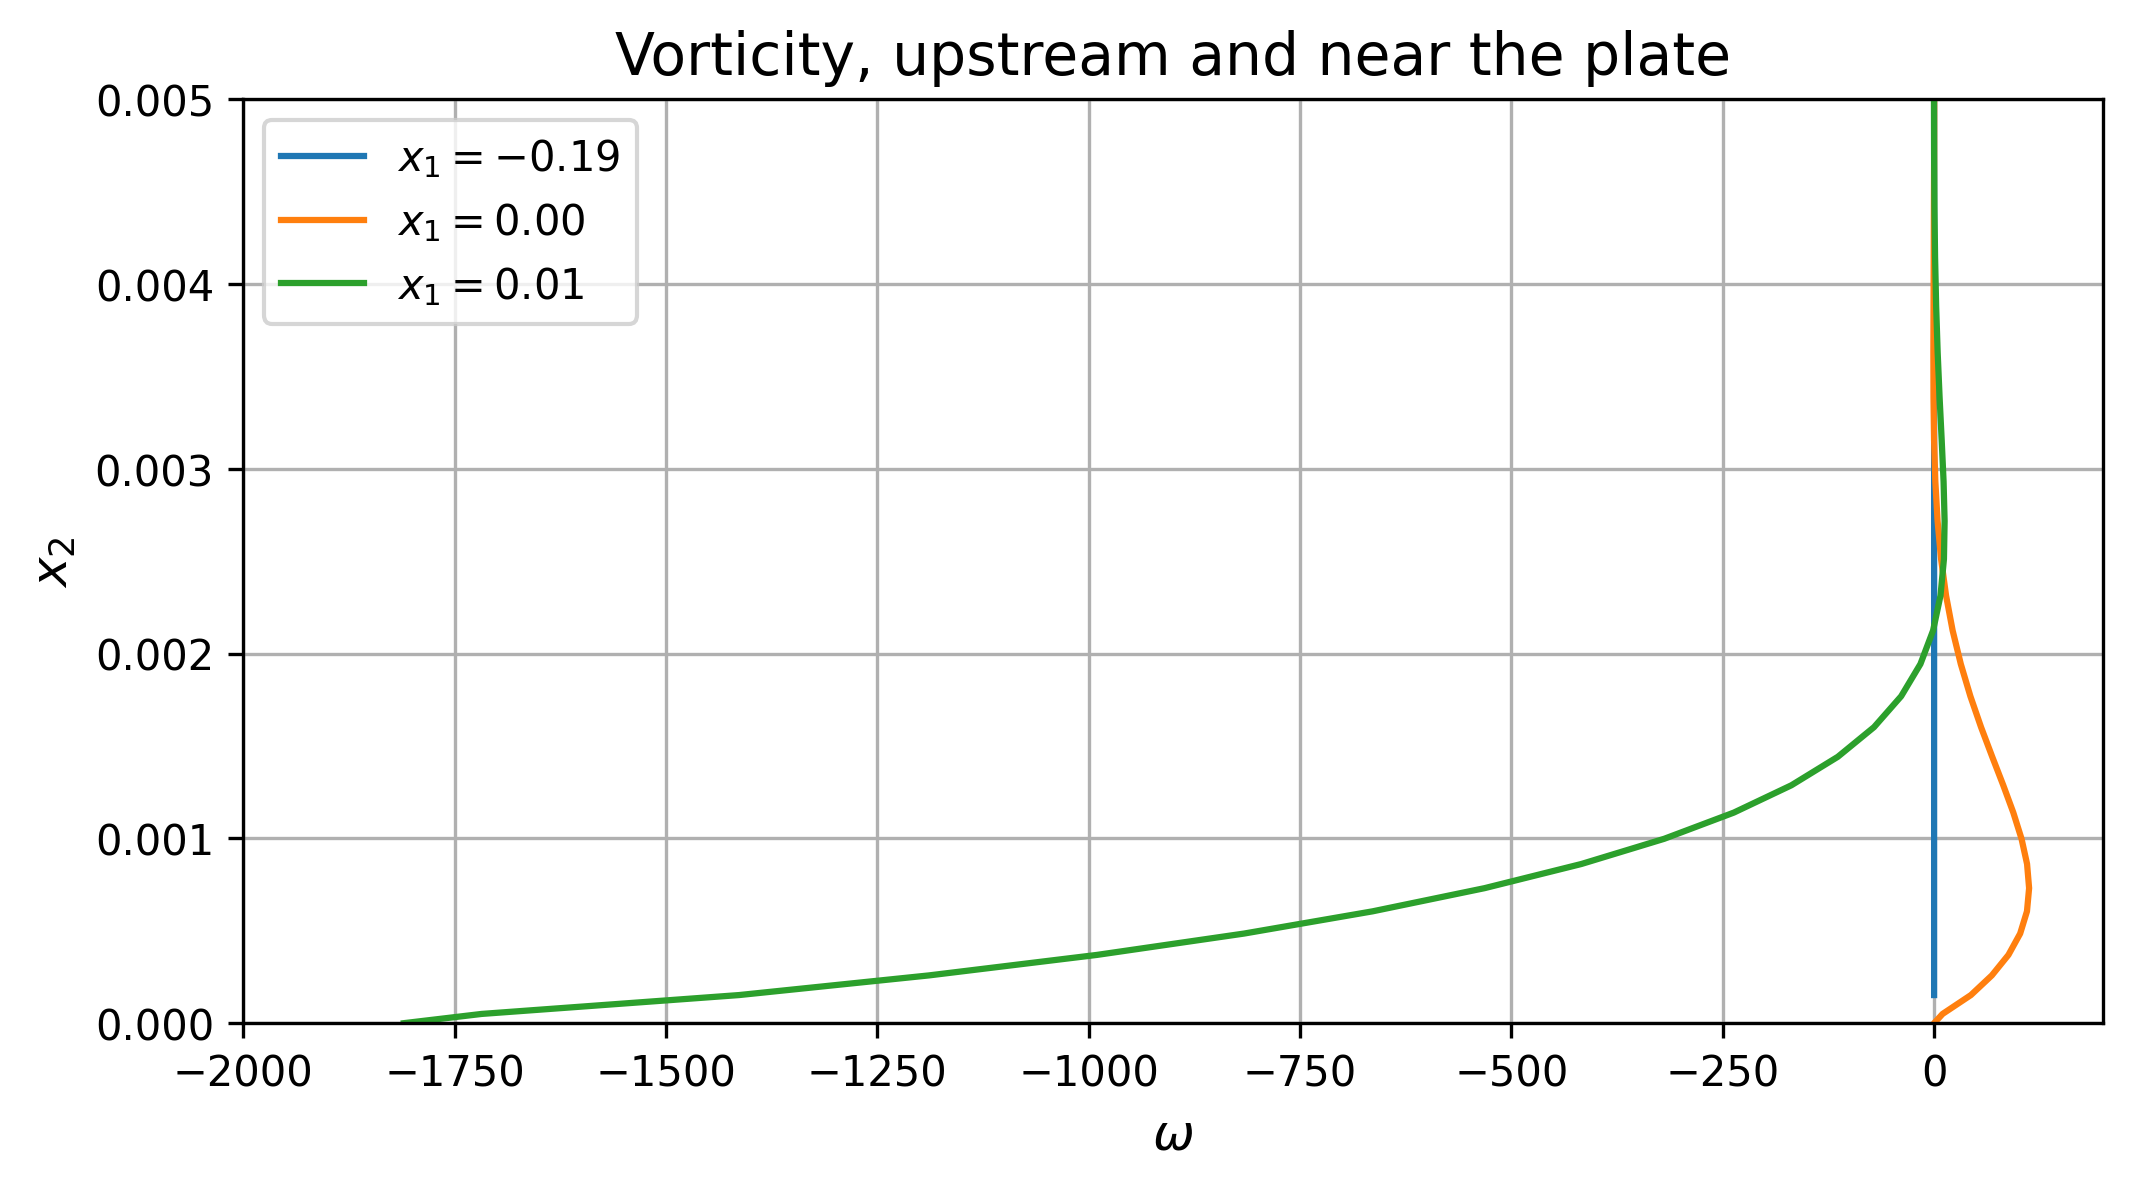 Vorticity, upstream and near the plate
0.005
0.004
0.003
0.002
0.001
0.000
x₂
x₁ = −0.19
x₁ = 0.00
x₁ = 0.01
−2000 −1750 −1500 −1250 −1000 −750 −500 −250 0
ω